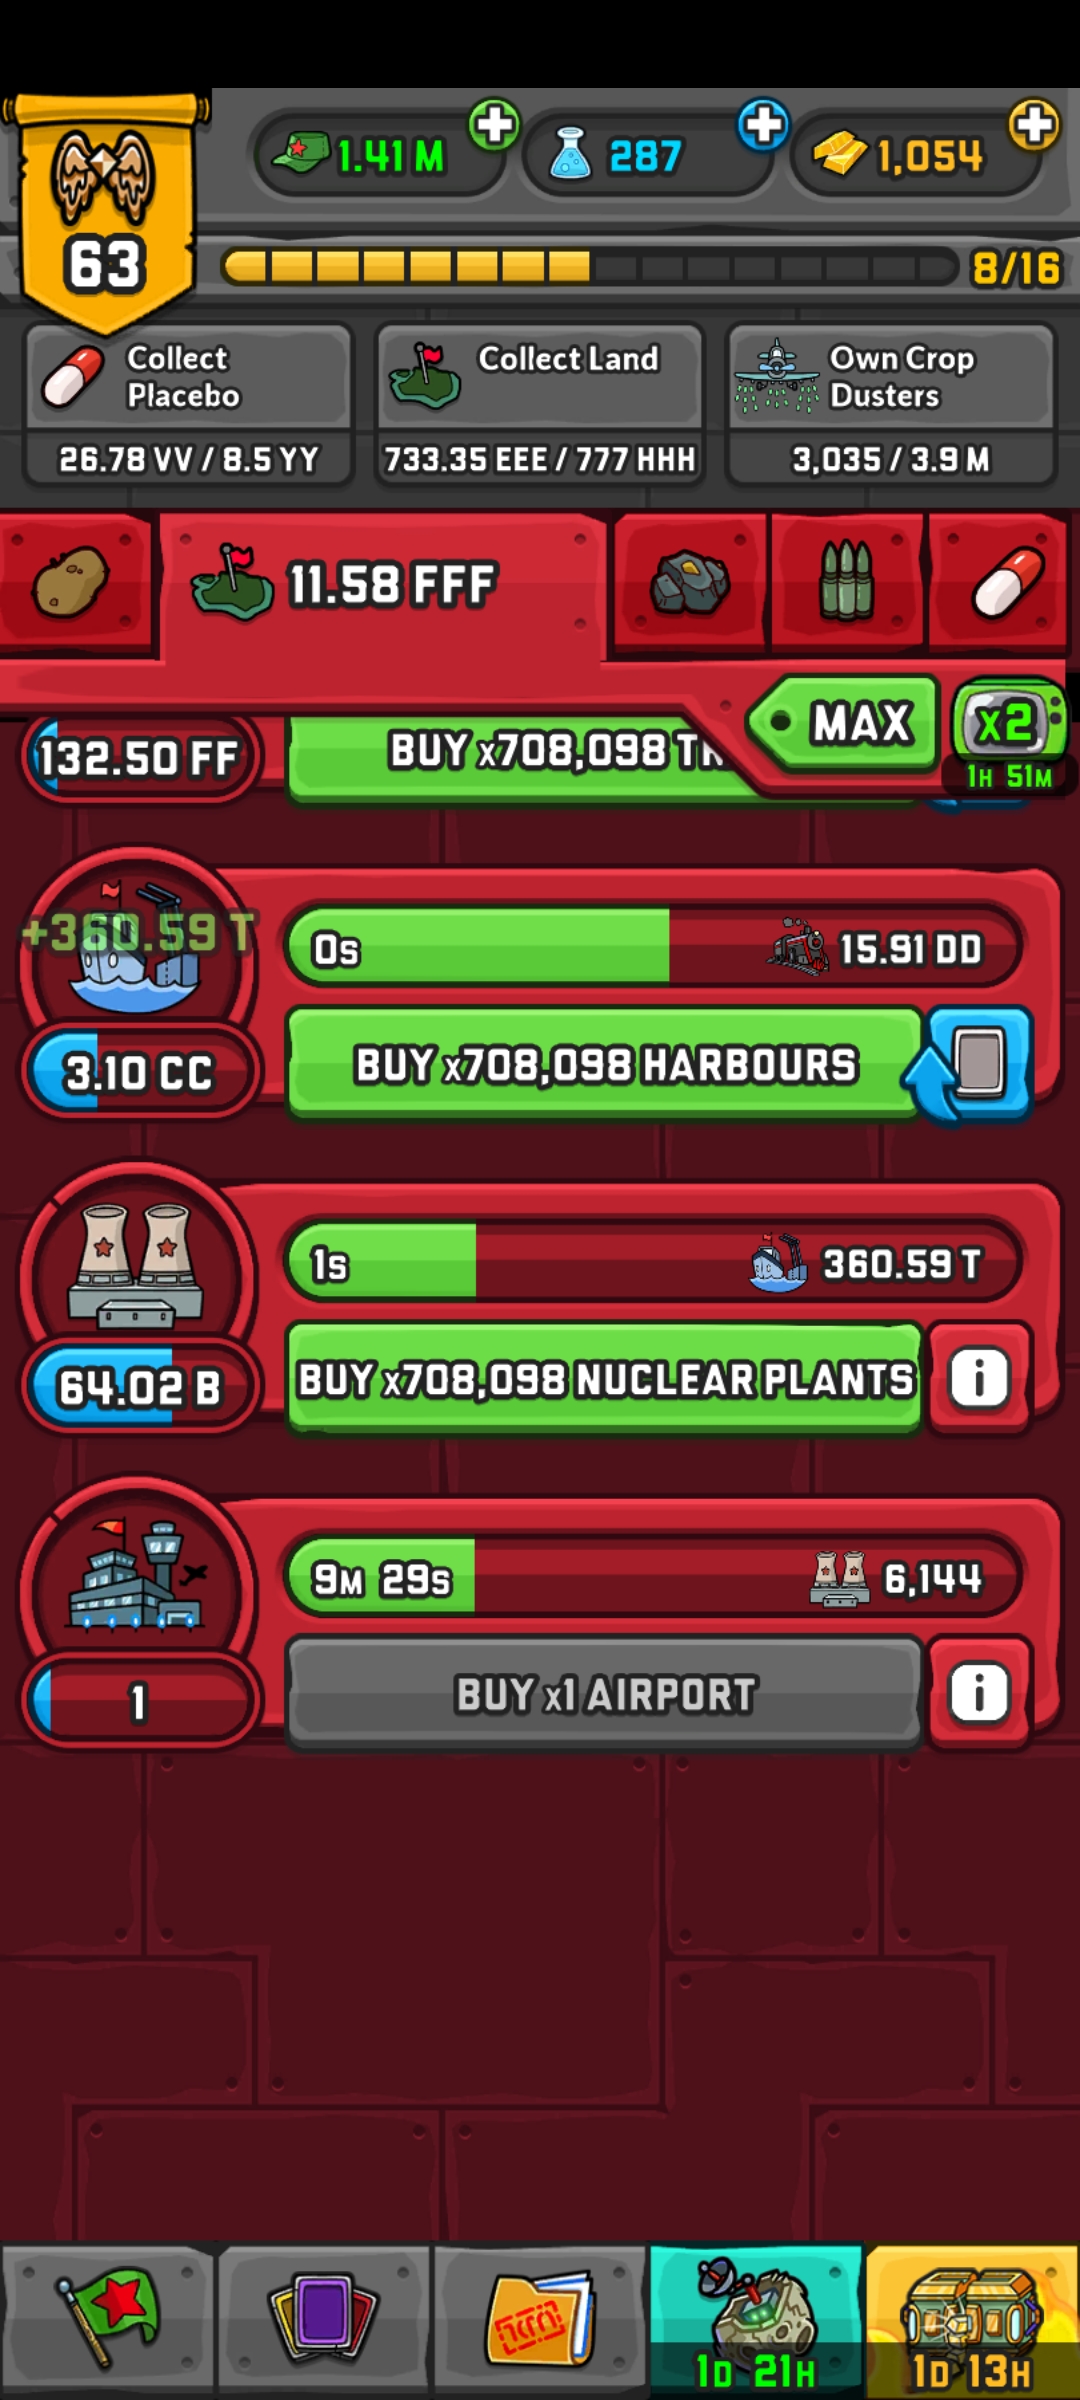 1.41 M
287
1,054
63
8/16
Collect
Placebo
26.78 VV / 8.5 YY
Collect Land
733.35 EEE / 777 HHH
Own Crop
Dusters
3,035 / 3.9 M
11.58 FFF
MAX
x2
1H 51M
132.50 FF
BUY x708,098
+360.59 T
0s
15.91 DD
3.10 CC
BUY x708,098 HARBOURS
1s
360.59 T
64.02 B
BUY x708,098 NUCLEAR PLANTS
i
9M 29s
6,144
1
BUY x1 AIRPORT
i
1D 21H
1D 13H